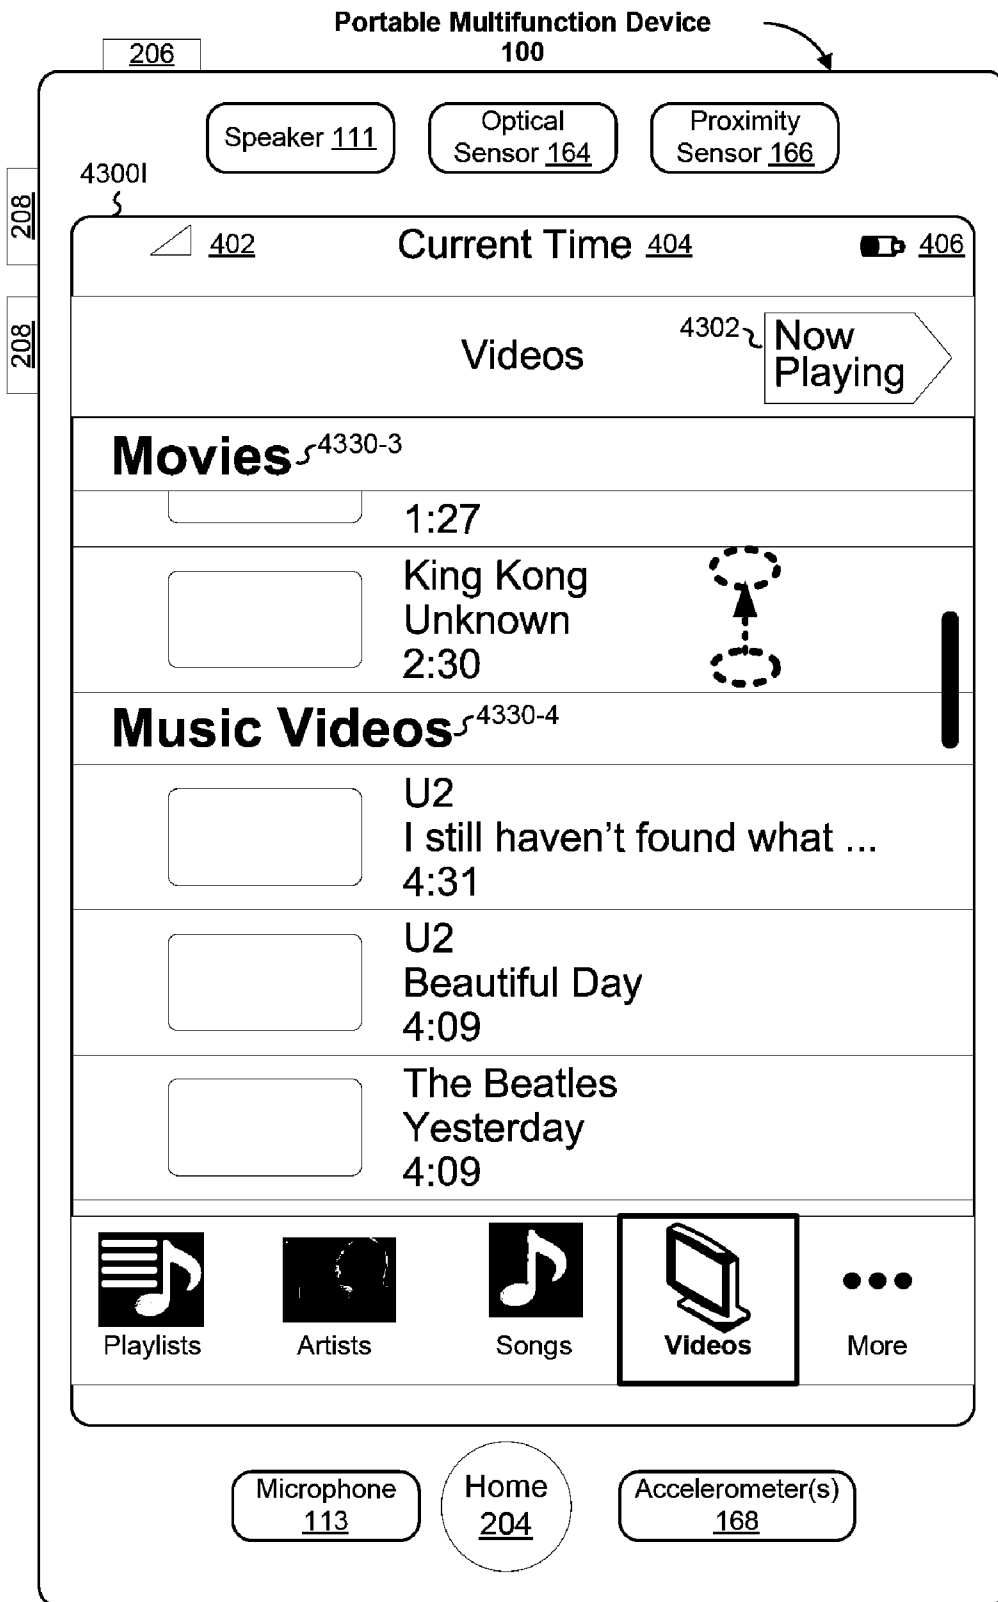 Portable Multifunction Device
100
206
Speaker 111
Optical
Sensor 164
Proximity
Sensor 166
208
208
4300I
402
Current Time 404
406
Videos
4302
Now
Playing
Movies 4330-3
1:27
King Kong
Unknown
2:30
Music Videos 4330-4
U2
I still haven’t found what ...
4:31
U2
Beautiful Day
4:09
The Beatles
Yesterday
4:09
Playlists
Artists
Songs
Videos
More
Microphone
113
Home
204
Accelerometer(s)
168